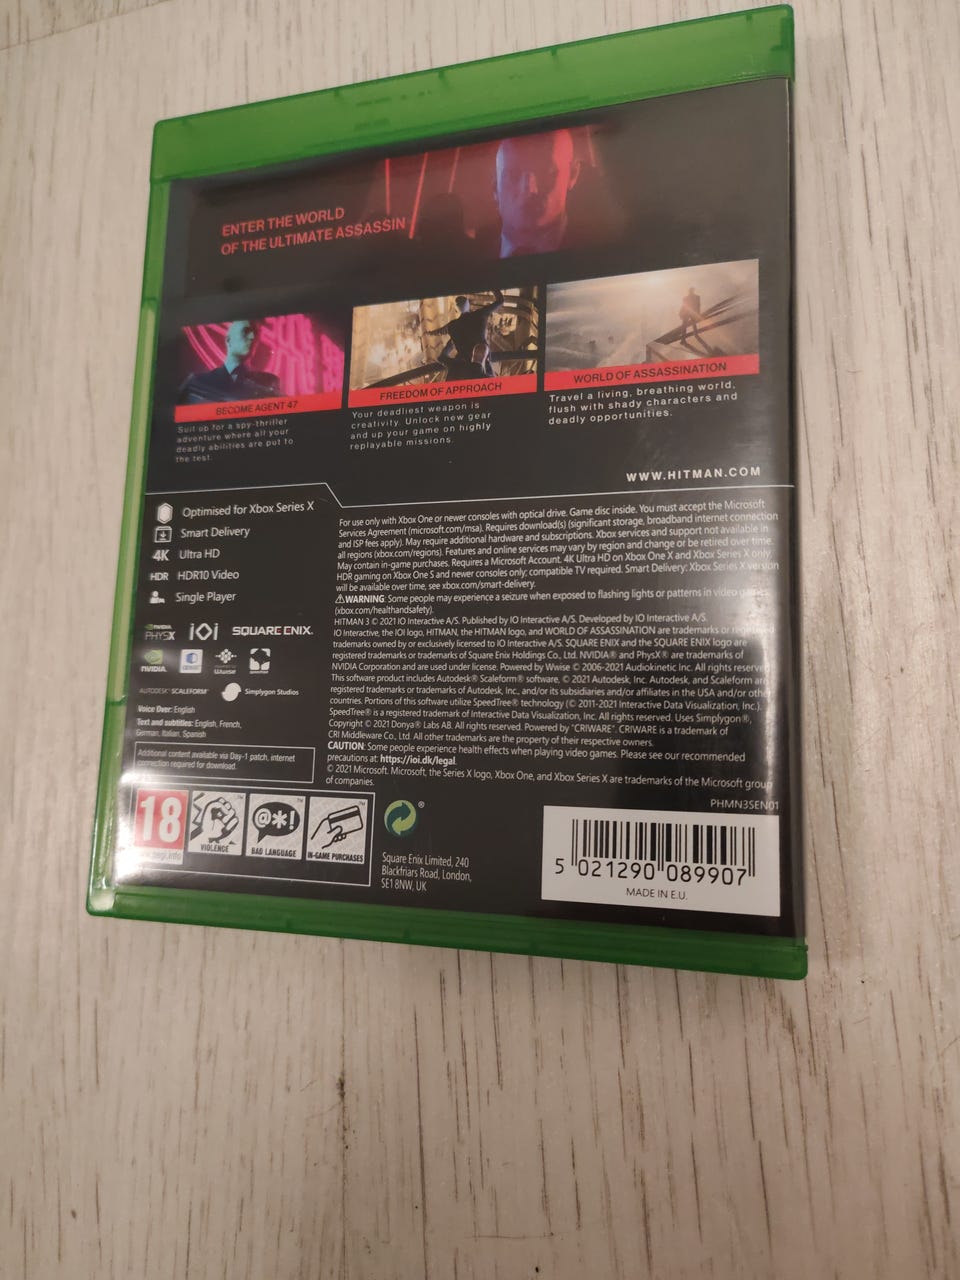 ENTER THE WORLD
OF THE ULTIMATE ASSASSIN
BECOME AGENT 47
Suit up for a spy-thriller
adventure where all your
deadly abilities are put to
the test.
FREEDOM OF APPROACH
Your deadliest weapon is
creativity. Unlock new gear
and up your game on highly
replayable missions.
WORLD OF ASSASSINATION
Travel a living, breathing world,
flush with shady characters and
deadly opportunities.
WWW.HITMAN.COM
Optimised for Xbox Series X
Smart Delivery
4K Ultra HD
HDR HDR10 Video
Single Player
NVIDIA
PHYSX
IOI
SQUARE ENIX.
NVIDIA
Wwise
AUTODESK SCALEFORM
Simplygon Studios
Voice Over: English
Text and subtitles: English, French,
German, Italian, Spanish
Additional content available via Day-1 patch, internet
connection required for download.
For use only with Xbox One or newer consoles with optical drive. Game disc inside. You must accept the Microsoft
Services Agreement (microsoft.com/msa). Requires download(s) (significant storage, broadband internet connection
and ISP fees apply). May require additional hardware and subscriptions. Xbox services and support not available in
all regions (xbox.com/regions). Features and online services may vary by region and change or be retired over time.
May contain in-game purchases. Requires a Microsoft Account. 4K Ultra HD on Xbox One X and Xbox Series X only.
HDR gaming on Xbox One S and newer consoles only; compatible TV required. Smart Delivery: Xbox Series X version
will be available over time, see xbox.com/smart-delivery.
⚠WARNING: Some people may experience a seizure when exposed to flashing lights or patterns in video games
(xbox.com/healthandsafety).
HITMAN 3 © 2021 IO Interactive A/S. Published by IO Interactive A/S. Developed by IO Interactive A/S.
IO Interactive, the IOI logo, HITMAN, the HITMAN logo, and WORLD OF ASSASSINATION are trademarks or registered
trademarks owned by or exclusively licensed to IO Interactive A/S. SQUARE ENIX and the SQUARE ENIX logo are
registered trademarks or trademarks of Square Enix Holdings Co., Ltd. NVIDIA® and PhysX® are trademarks of
NVIDIA Corporation and are used under license. Powered by Wwise © 2006-2021 Audiokinetic Inc. All rights reserved.
This software product includes Autodesk® Scaleform® software, © 2021 Autodesk, Inc. Autodesk, and Scaleform are
registered trademarks or trademarks of Autodesk, Inc., and/or its subsidiaries and/or affiliates in the USA and/or other
countries. Portions of this software utilize SpeedTree® technology (© 2011-2021 Interactive Data Visualization, Inc.).
SpeedTree® is a registered trademark of Interactive Data Visualization, Inc. All rights reserved. Uses Simplygon®,
Copyright © 2021 Donya® Labs AB. All rights reserved. Powered by "CRIWARE". CRIWARE is a trademark of
CRI Middleware Co., Ltd. All other trademarks are the property of their respective owners.
CAUTION: Some people experience health effects when playing video games. Please see our recommended
precautions at: https://ioi.dk/legal.
© 2021 Microsoft. Microsoft, the Series X logo, Xbox One, and Xbox Series X are trademarks of the Microsoft group
of companies.
PHMN3SEN01
18
www.pegi.info
VIOLENCE
@*!
BAD LANGUAGE
IN-GAME PURCHASES
Square Enix Limited, 240
Blackfriars Road, London,
SE1 8NW, UK
5 021290 089907
MADE IN E.U.